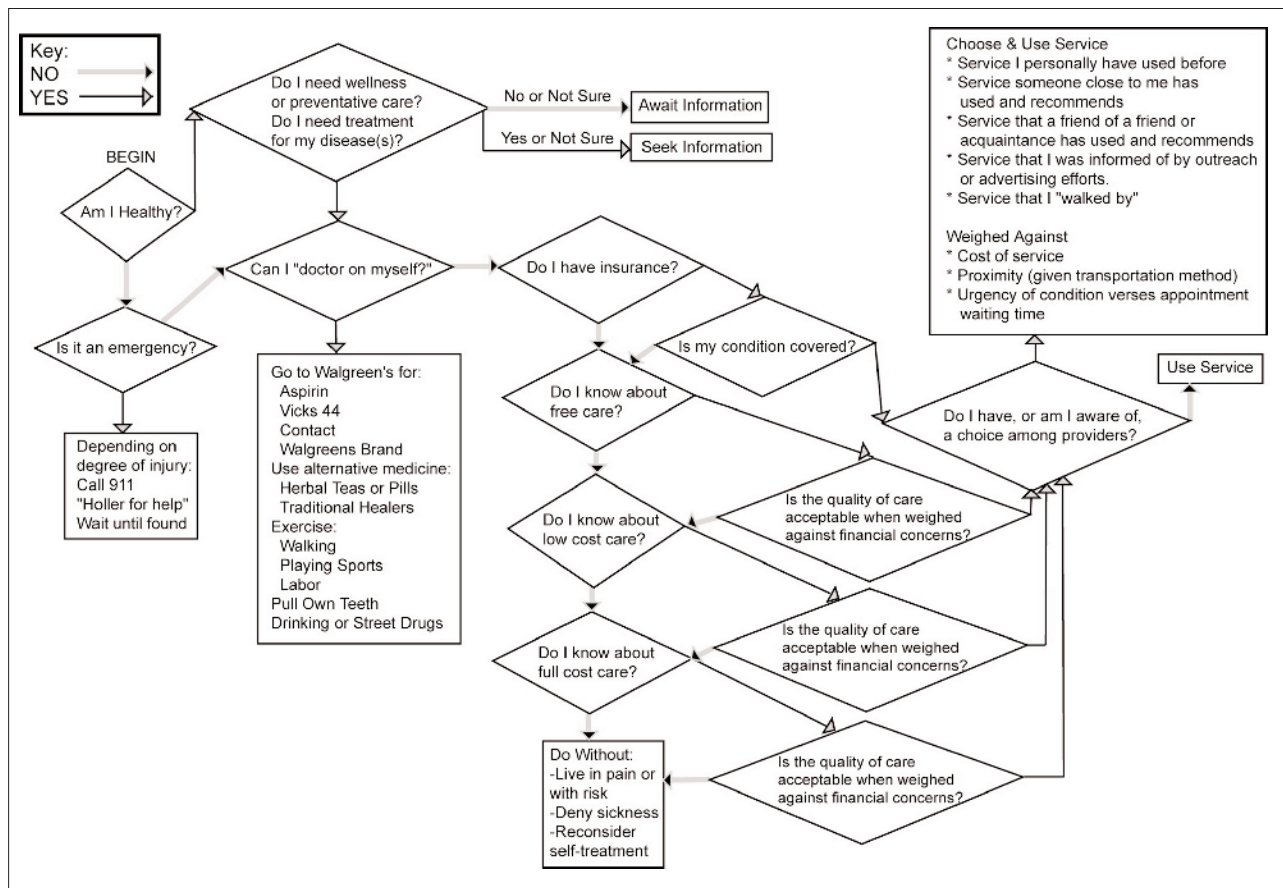 Key:
NO
YES
BEGIN
Am I Healthy?
Do I need wellness
or preventative care?
Do I need treatment
for my disease(s)?
No or Not Sure
Await Information
Yes or Not Sure
Seek Information
Is it an emergency?
Depending on
degree of injury:
Call 911
"Holler for help"
Wait until found
Can I "doctor on myself?"
Go to Walgreen's for:
Aspirin
Vicks 44
Contact
Walgreens Brand
Use alternative medicine:
Herbal Teas or Pills
Traditional Healers
Exercise:
Walking
Playing Sports
Labor
Pull Own Teeth
Drinking or Street Drugs
Do I have insurance?
Is my condition covered?
Do I know about
free care?
Is the quality of care
acceptable when weighed
against financial concerns?
Do I know about
low cost care?
Is the quality of care
acceptable when weighed
against financial concerns?
Do I know about
full cost care?
Is the quality of care
acceptable when weighed
against financial concerns?
Do Without:
-Live in pain or
with risk
-Deny sickness
-Reconsider
self-treatment
Do I have, or am I aware of,
a choice among providers?
Use Service
Choose & Use Service
* Service I personally have used before
* Service someone close to me has
used and recommends
* Service that a friend of a friend or
acquaintance has used and recommends
* Service that I was informed of by outreach
or advertising efforts.
* Service that I "walked by"
Weighed Against
* Cost of service
* Proximity (given transportation method)
* Urgency of condition verses appointment
waiting time